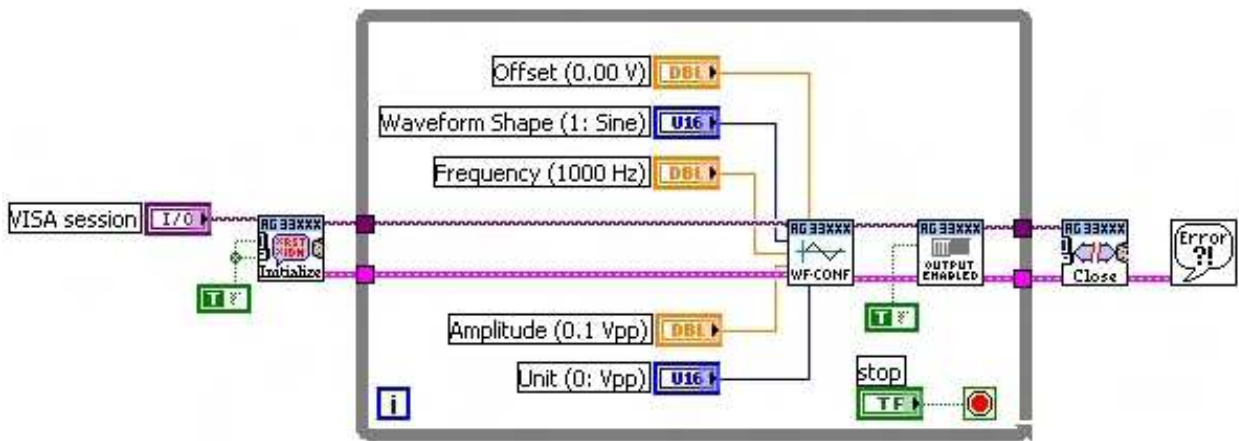 Offset (0.00 V)
DBL
Waveform Shape (1: Sine)
U16
Frequency (1000 Hz)
DBL
VISA session
I/O
AG 33XXX
*RST
IDN
Initialize
T F
AG 33XXX
WF-CONF
AG 33XXX
OUTPUT
ENABLED
T F
AG 33XXX
Close
Error
?!
Amplitude (0.1 Vpp)
DBL
Unit (0: Vpp)
U16
i
stop
TF